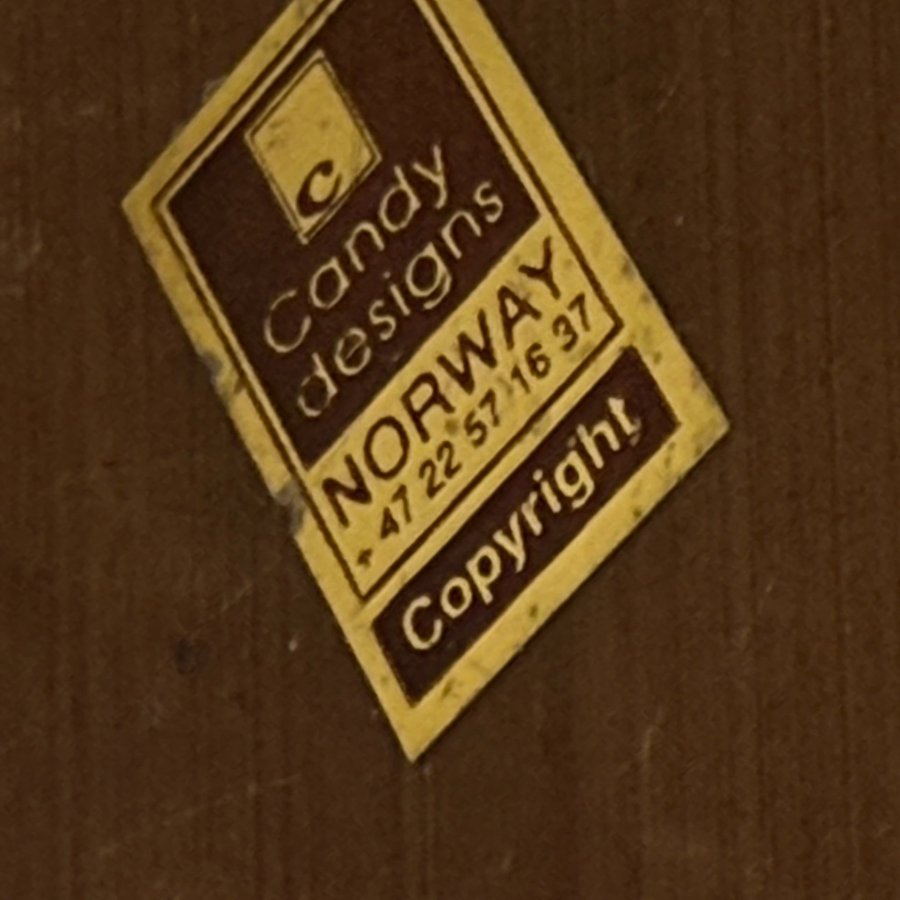 C
Candy
designs
NORWAY
+ 47 22 57 16 37
Copyright